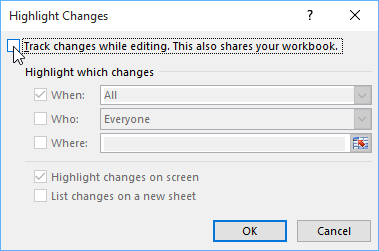 Highlight Changes
?
Track changes while editing. This also shares your workbook.
Highlight which changes
When: All
Who: Everyone
Where:
Highlight changes on screen
List changes on a new sheet
OK Cancel